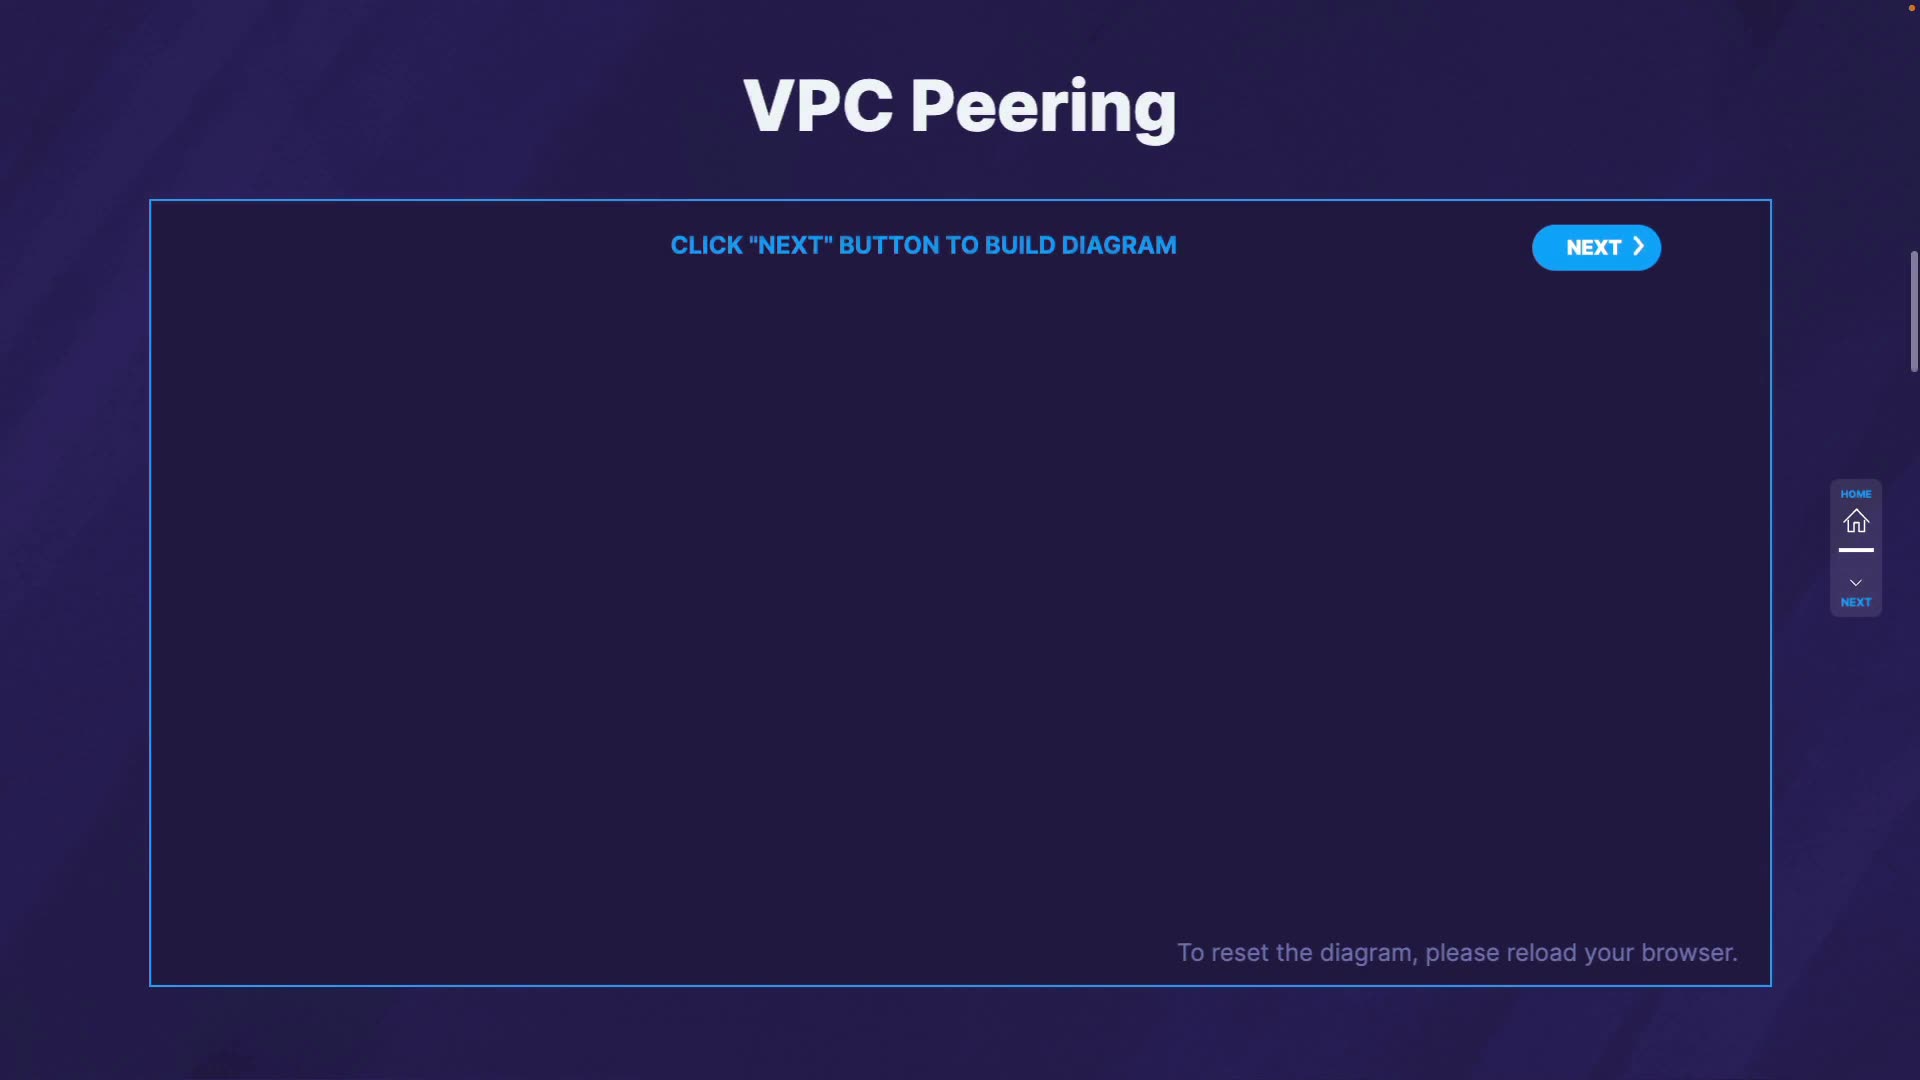 VPC Peering
CLICK "NEXT" BUTTON TO BUILD DIAGRAM
NEXT
HOME
NEXT
To reset the diagram, please reload your browser.